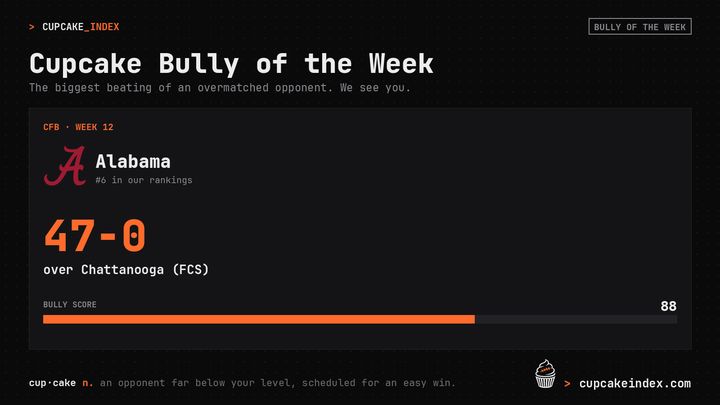 > CUPCAKE_INDEX
BULLY OF THE WEEK
Cupcake Bully of the Week
The biggest beating of an overmatched opponent. We see you.
CFB · WEEK 12
A
Alabama
#6 in our rankings
47-0
over Chattanooga (FCS)
BULLY SCORE
88
cup·cake n. an opponent far below your level, scheduled for an easy win.
> cupcakeindex.com